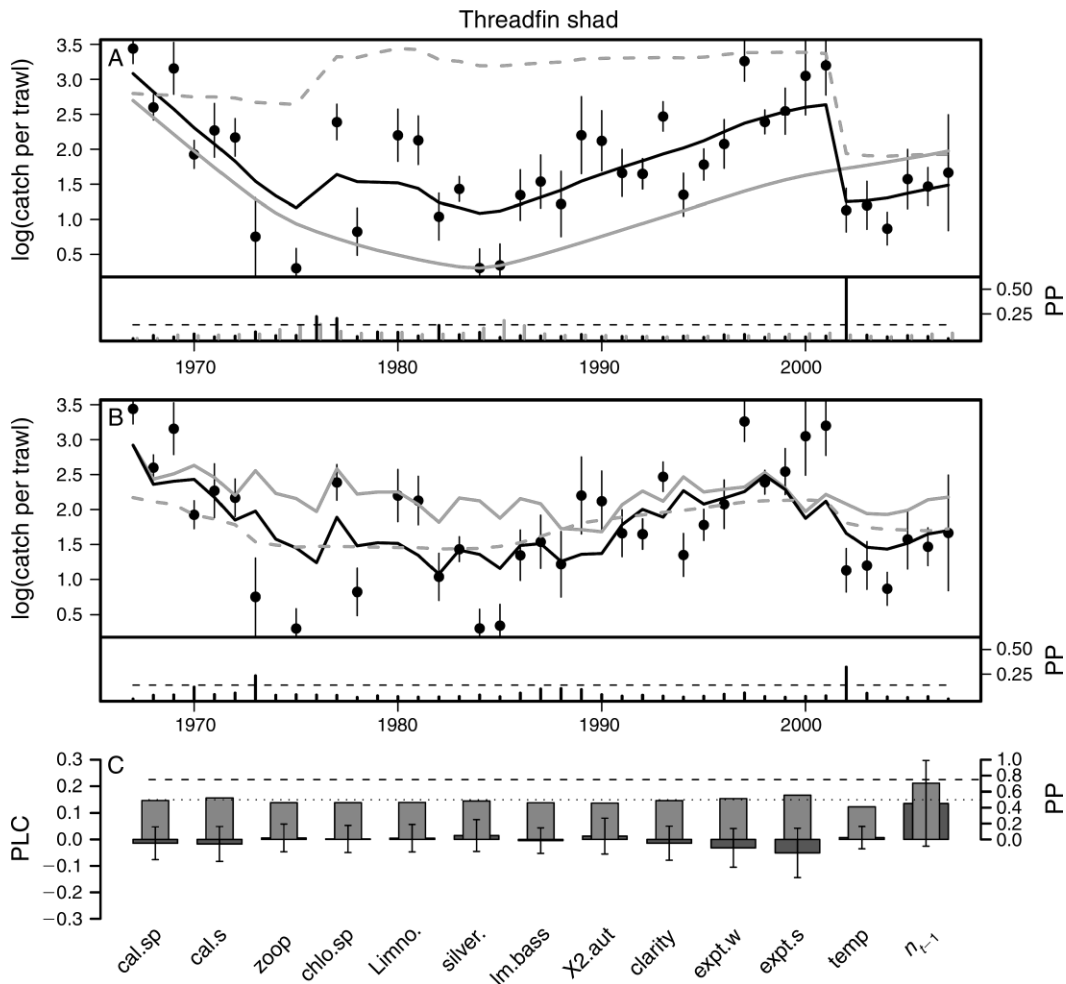 Threadfin shad
A
log(catch per trawl)
3.5
3.0
2.5
2.0
1.5
1.0
0.5
0.50
0.25
PP
1970
1980
1990
2000
B
log(catch per trawl)
3.5
3.0
2.5
2.0
1.5
1.0
0.5
0.50
0.25
PP
1970
1980
1990
2000
C
PLC
0.3
0.2
0.1
0.0
−0.1
−0.2
−0.3
1.0
0.8
0.6
0.4
0.2
0.0
PP
cal.sp
cal.s
zoop
chlo.sp
Limno.
silver.
lm.bass
X2.aut
clarity
expt.w
expt.s
temp
n_{t−1}